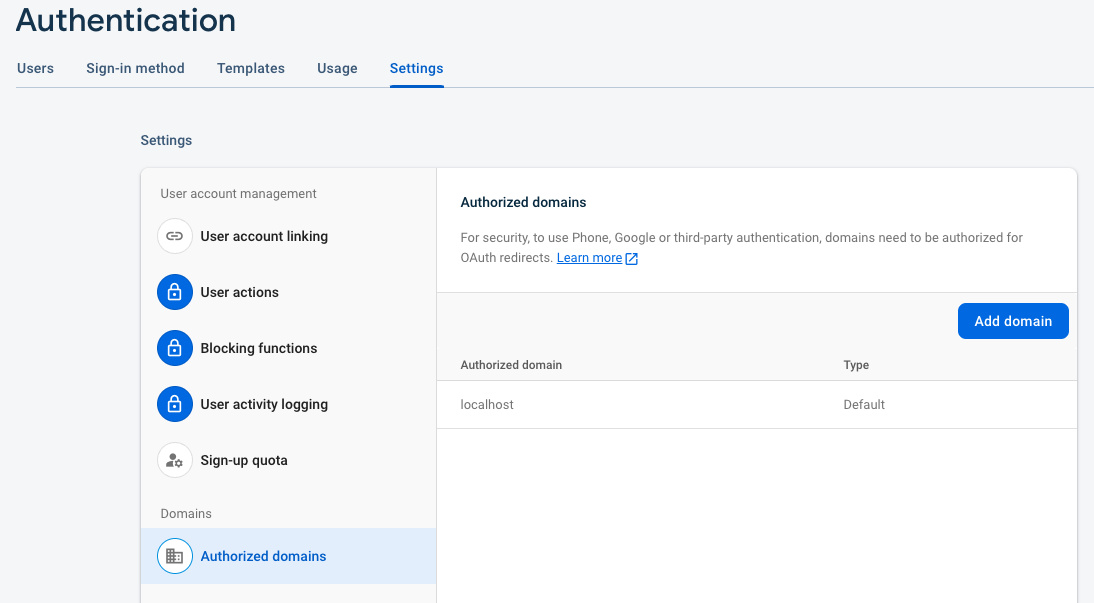 Authentication
Users Sign-in method Templates Usage Settings
Settings
User account management
User account linking
User actions
Blocking functions
User activity logging
Sign-up quota
Domains
Authorized domains
Authorized domains
For security, to use Phone, Google or third-party authentication, domains need to be authorized for
OAuth redirects. Learn more
Add domain
Authorized domain Type
localhost Default